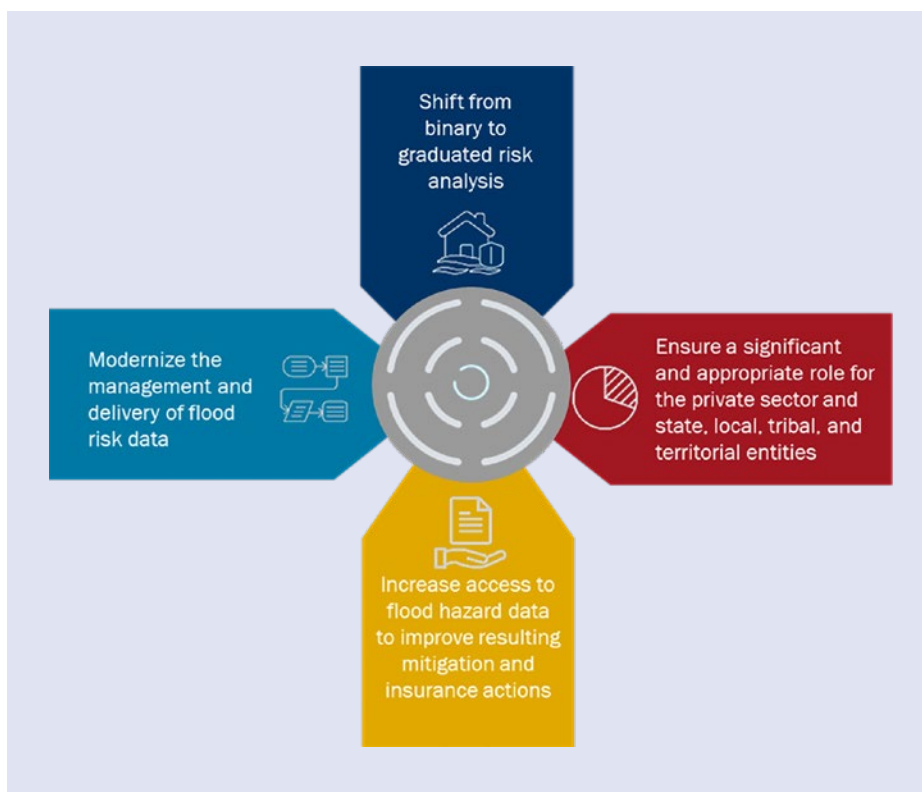 Shift from
binary to
graduated risk
analysis
Modernize the
management and
delivery of flood
risk data
Ensure a significant
and appropriate role for
the private sector and
state, local, tribal, and
territorial entities
Increase access to
flood hazard data
to improve resulting
mitigation and
insurance actions